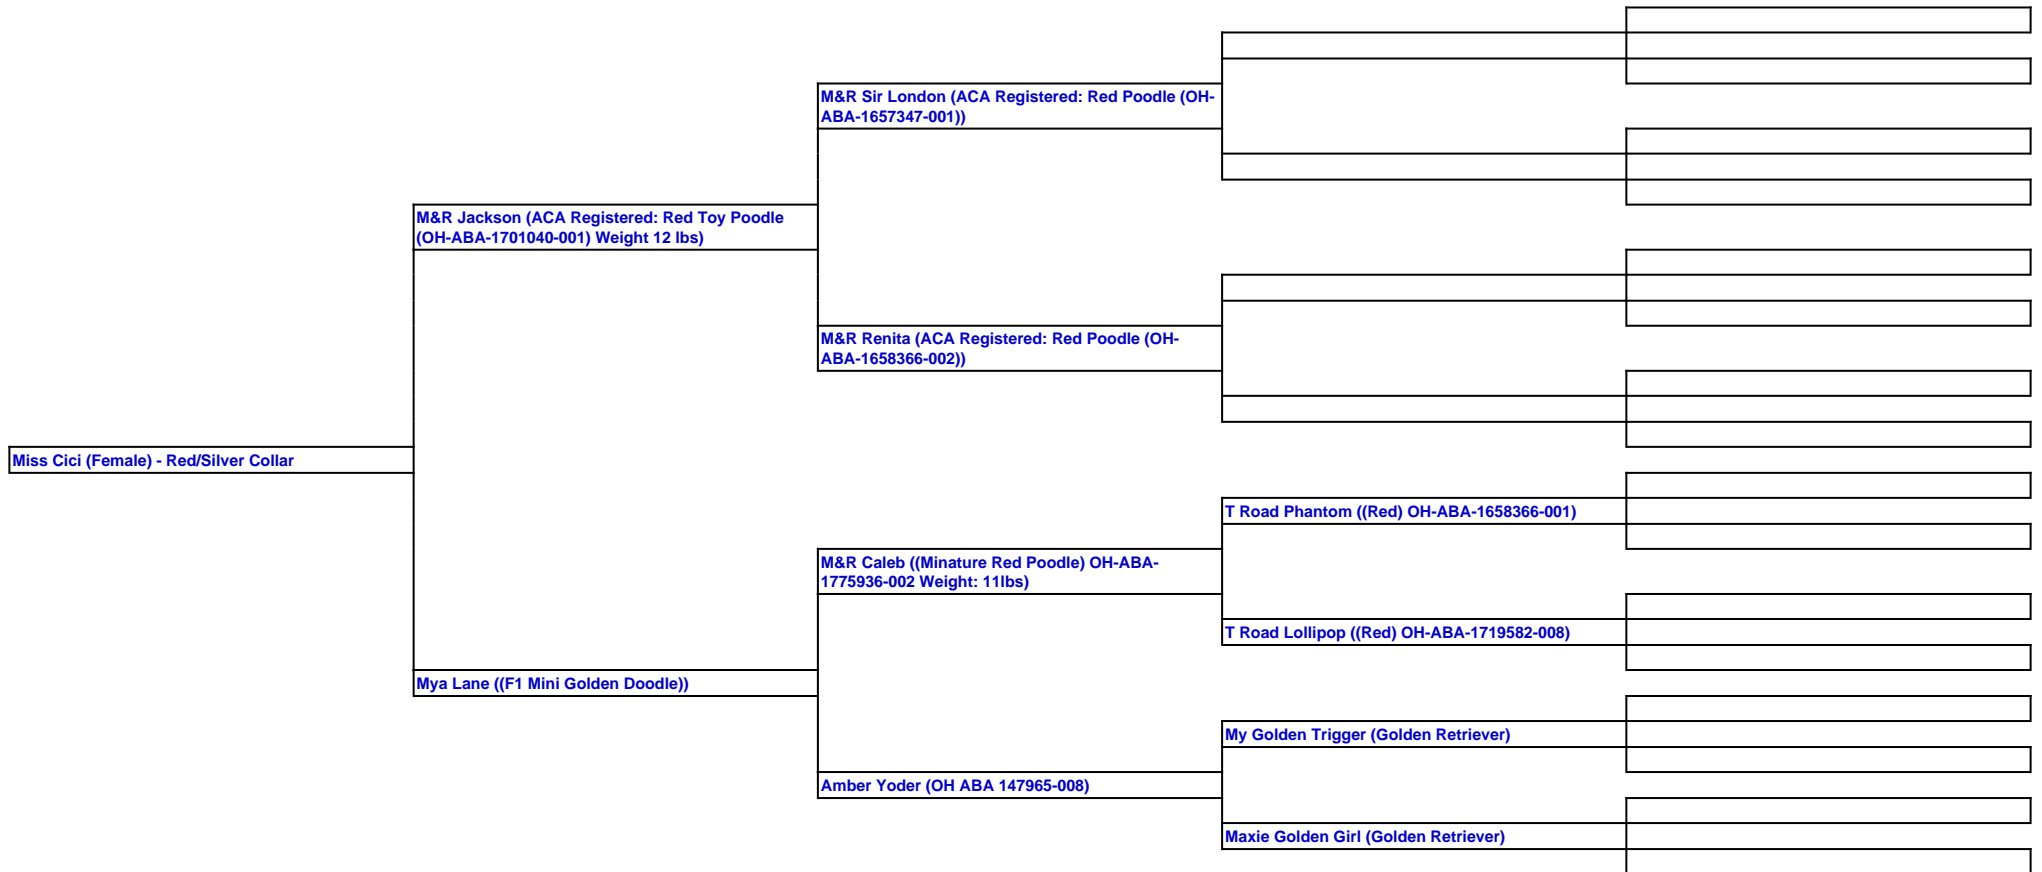 M&R Sir London (ACA Registered: Red Poodle (OH-
ABA-1657347-001))
M&R Jackson (ACA Registered: Red Toy Poodle
(OH-ABA-1701040-001) Weight 12 lbs)
M&R Renita (ACA Registered: Red Poodle (OH-
ABA-1658366-002))
Miss Cici (Female) - Red/Silver Collar
T Road Phantom ((Red) OH-ABA-1658366-001)
M&R Caleb ((Minature Red Poodle) OH-ABA-
1775936-002 Weight: 11lbs)
T Road Lollipop ((Red) OH-ABA-1719582-008)
Mya Lane ((F1 Mini Golden Doodle))
My Golden Trigger (Golden Retriever)
Amber Yoder (OH ABA 147965-008)
Maxie Golden Girl (Golden Retriever)